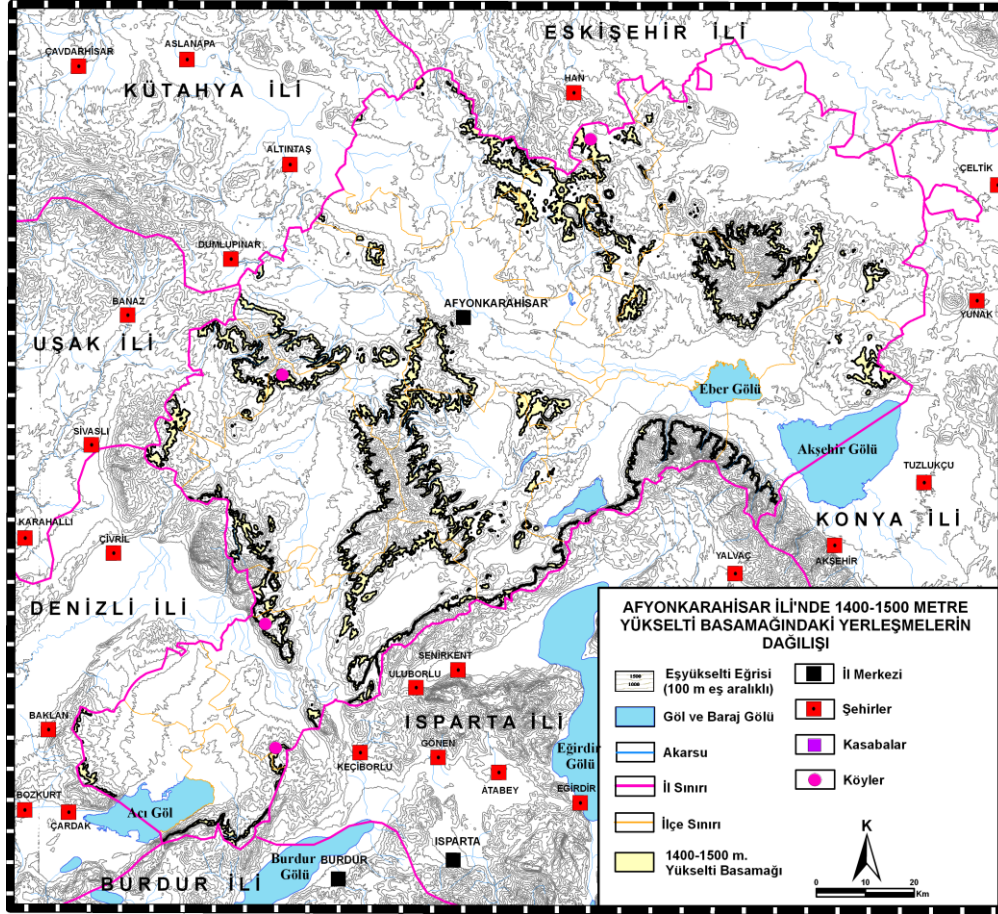 ESKİŞEHİR İLİ
ASLANAPA
ÇAVDARHİSAR
HAN
KÜTAHYA İLİ
ALTINTAŞ
ÇELTİK
DUMLUPINAR
BANAZ
AFYONKARAHİSAR
YUNAK
UŞAK İLİ
Eber Gölü
SİVASLI
Akşehir Gölü
TUZLUKÇU
KONYA İLİ
KARAHALLI
ÇİVRİL
AKŞEHİR
YALVAÇ
DENİZLİ İLİ
SENİRKENT
ULUBORLU
ISPARTA İLİ
BAKLAN
GÖNEN
KEÇİBORLU
ATABEY
Eğirdir
Gölü
EGİRDİR
BOZKURT
ÇARDAK
Acı Göl
ISPARTA
Burdur
Gölü
BURDUR
BURDUR İLİ
AFYONKARAHİSAR İLİ'NDE 1400-1500 METRE
YÜKSELTİ BASAMAĞINDAKİ YERLEŞMELERİN
DAĞILIŞI
1500
1000
Eşyükselti Eğrisi
(100 m eş aralıklı)
Göl ve Baraj Gölü
Akarsu
İl Sınırı
İlçe Sınırı
1400-1500 m.
Yükselti Basamağı
İl Merkezi
Şehirler
Kasabalar
Köyler
K
0 10 20
Km